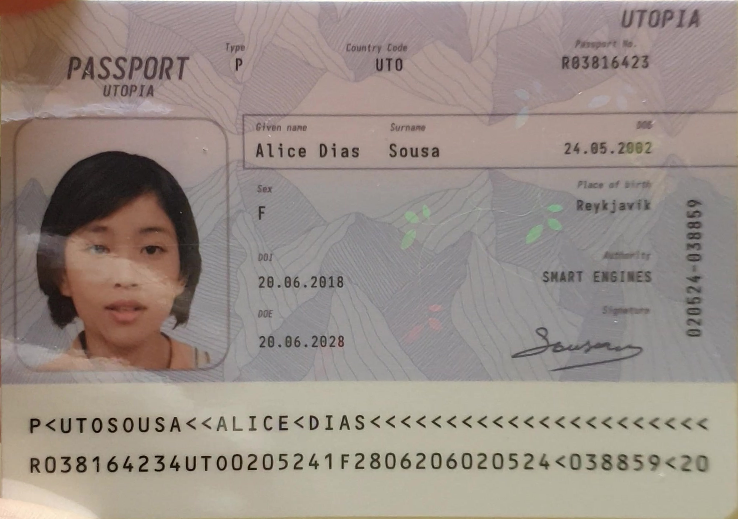 UTOPIA
PASSPORT
UTOPIA
Type
P
Country Code
UTO
Passport No.
R03816423
Given name
Alice Dias
Surname
Sousa
DOB
24.05.2002
Sex
F
Place of birth
Reykjavik
DOI
20.06.2018
Authority
SMART ENGINES
DOE
20.06.2028
Signature
Sousa
020524-038859
P<UTOSOUSA<<ALICE<DIAS<<<<<<<<<<<<<<<<<<<<<<
R038164234UTO0205241F2806206020524<038859<20